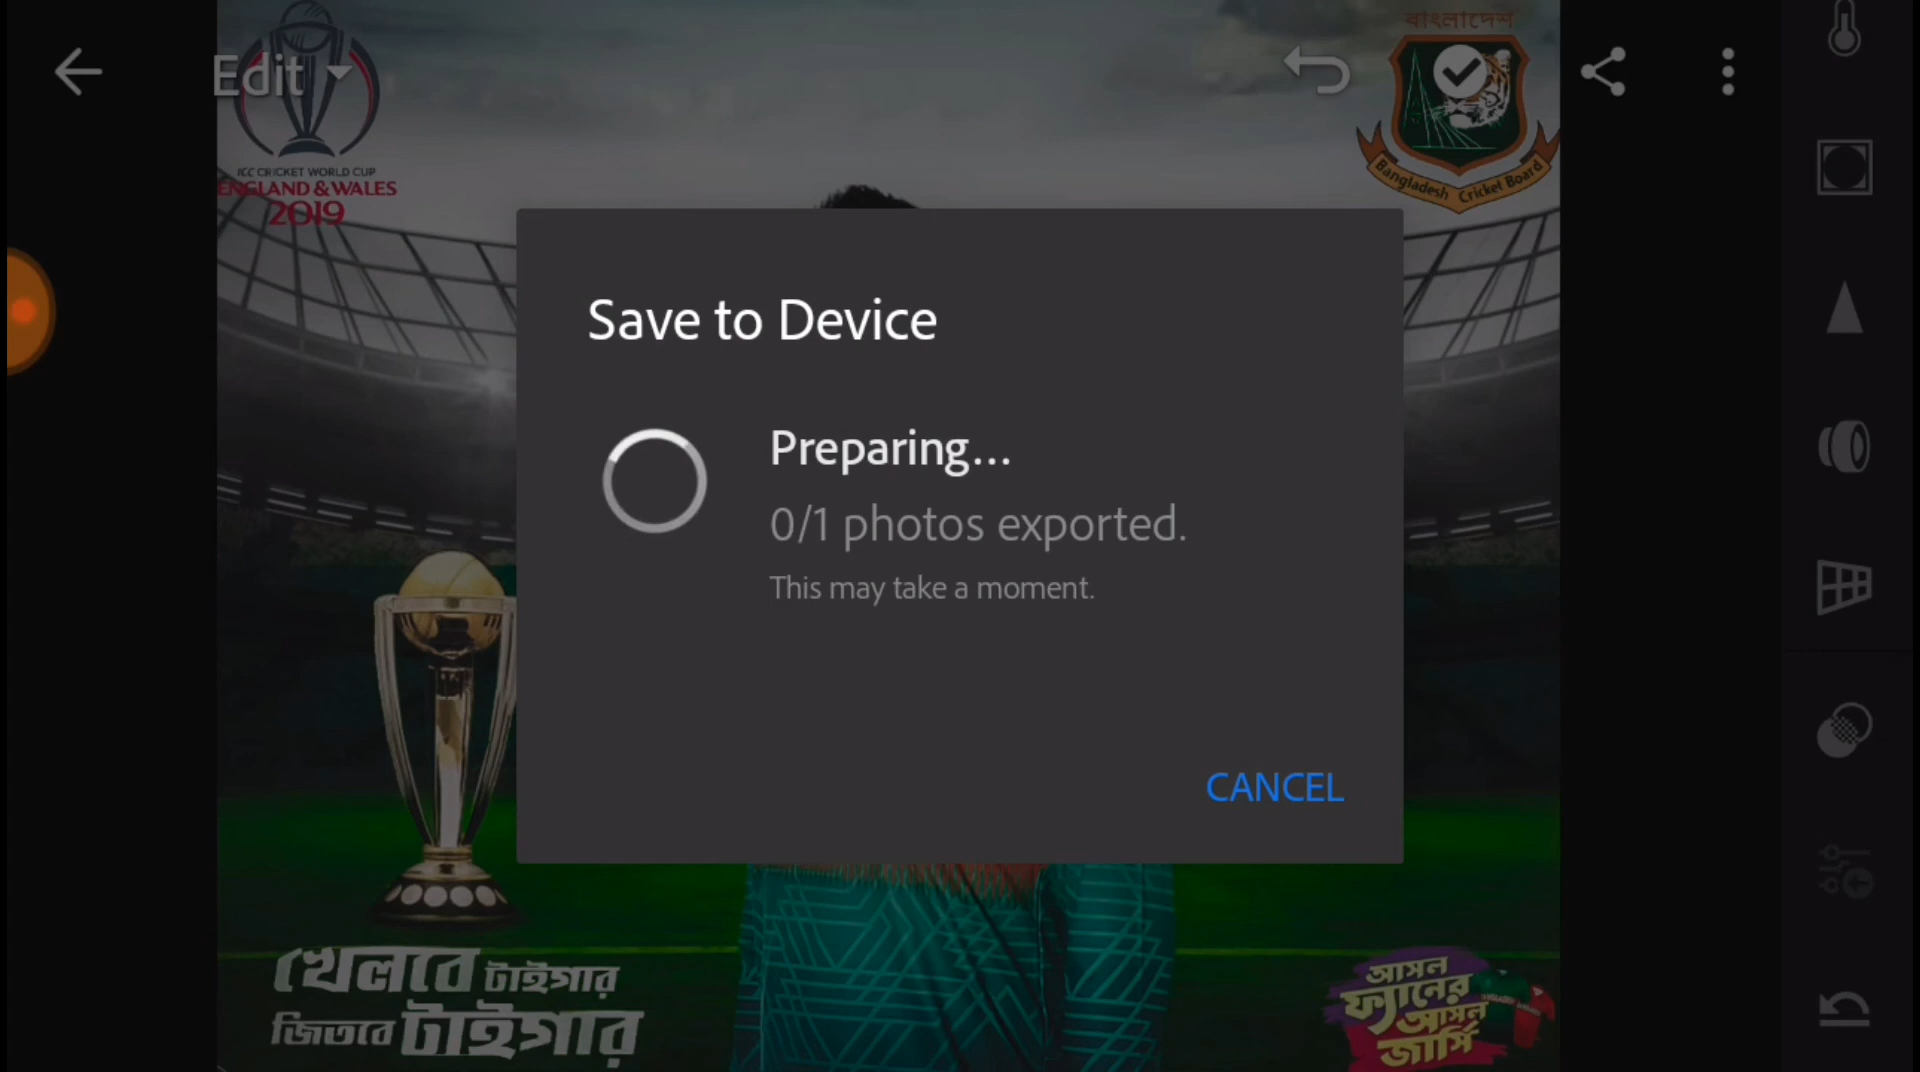 Edit
বাংলাদেশ
ICC CRICKET WORLD CUP
ENGLAND & WALES
2019
Bangladesh Cricket Board
Save to Device
Preparing...
0/1 photos exported.
This may take a moment.
CANCEL
খেলবে টাইগার
জিতবে টাইগার
আসল
ফ্যানের
আসল
জার্সি